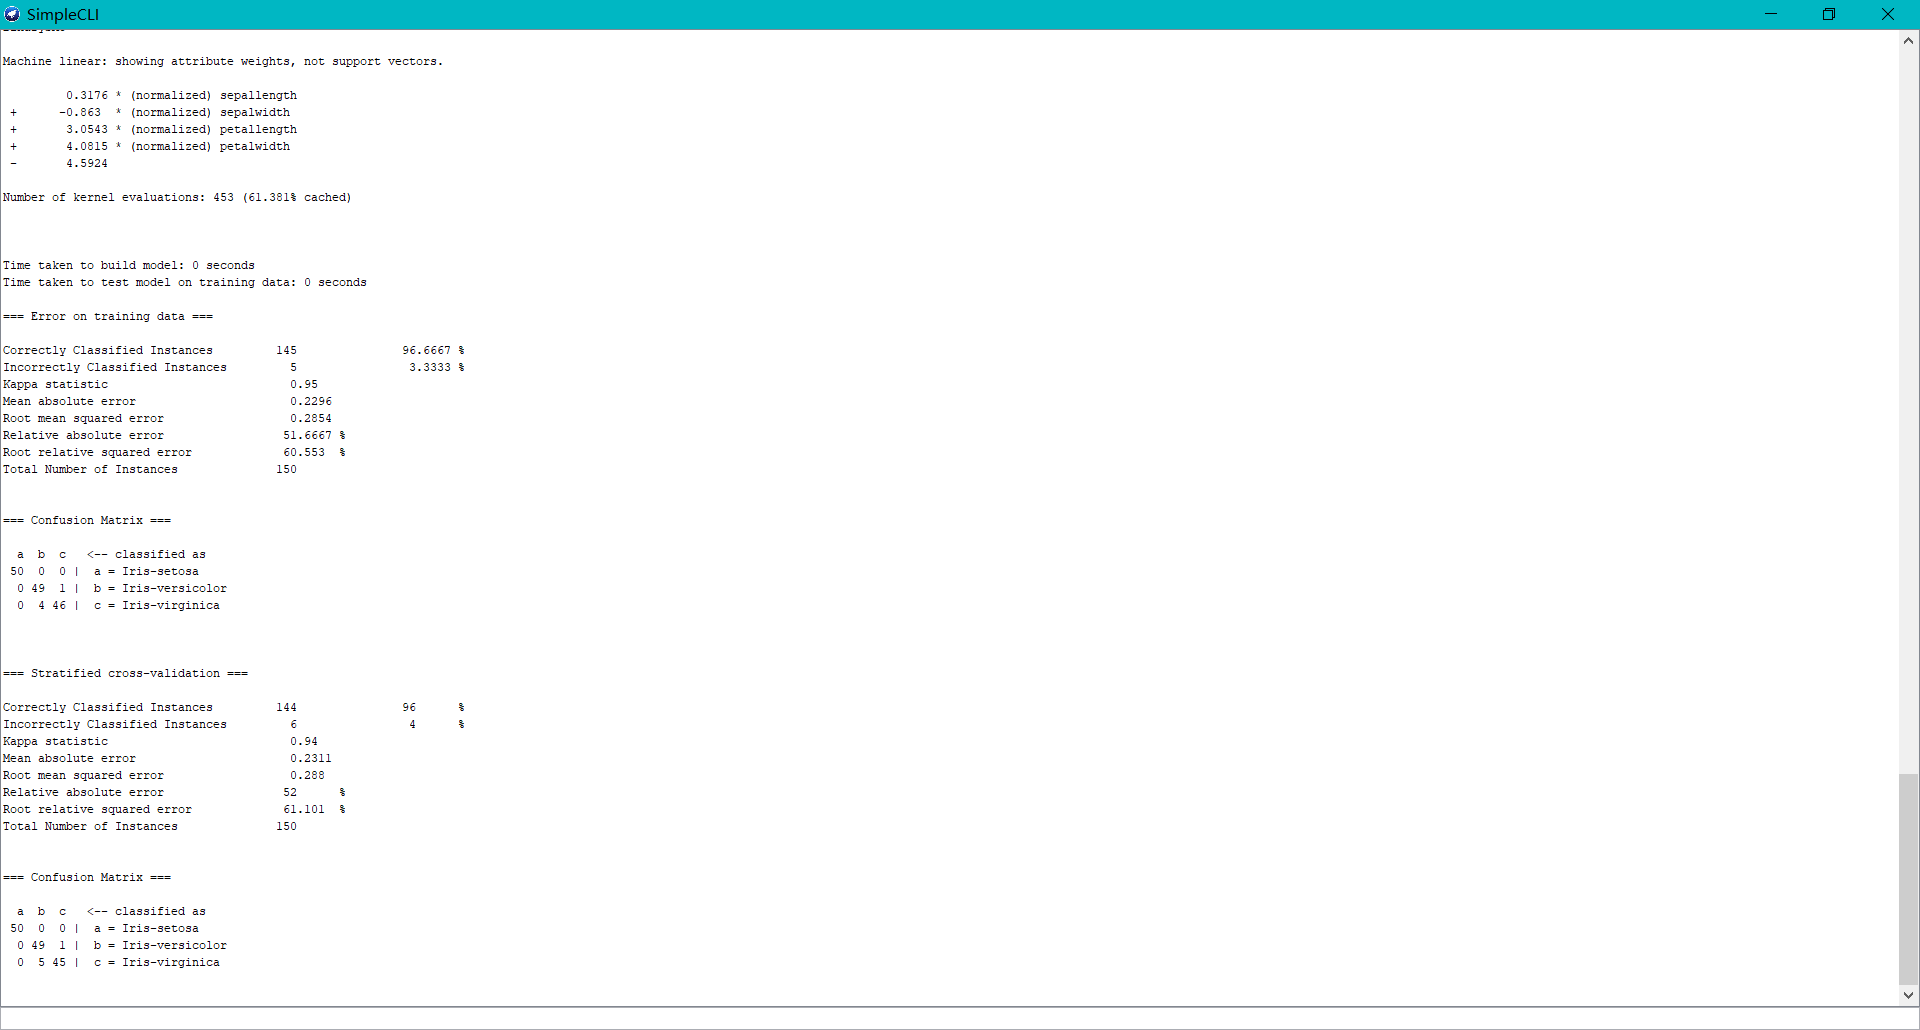 SimpleCLI
Machine linear: showing attribute weights, not support vectors.
0.3176 * (normalized) sepallength
+ -0.863 * (normalized) sepalwidth
+ 3.0543 * (normalized) petallength
+ 4.0815 * (normalized) petalwidth
- 4.5924
Number of kernel evaluations: 453 (61.381% cached)
Time taken to build model: 0 seconds
Time taken to test model on training data: 0 seconds
=== Error on training data ===
Correctly Classified Instances 145 96.6667 %
Incorrectly Classified Instances 5 3.3333 %
Kappa statistic 0.95
Mean absolute error 0.2296
Root mean squared error 0.2854
Relative absolute error 51.6667 %
Root relative squared error 60.553 %
Total Number of Instances 150
=== Confusion Matrix ===
a b c <-- classified as
50 0 0 | a = Iris-setosa
0 49 1 | b = Iris-versicolor
0 4 46 | c = Iris-virginica
=== Stratified cross-validation ===
Correctly Classified Instances 144 96 %
Incorrectly Classified Instances 6 4 %
Kappa statistic 0.94
Mean absolute error 0.2311
Root mean squared error 0.288
Relative absolute error 52 %
Root relative squared error 61.101 %
Total Number of Instances 150
=== Confusion Matrix ===
a b c <-- classified as
50 0 0 | a = Iris-setosa
0 49 1 | b = Iris-versicolor
0 5 45 | c = Iris-virginica